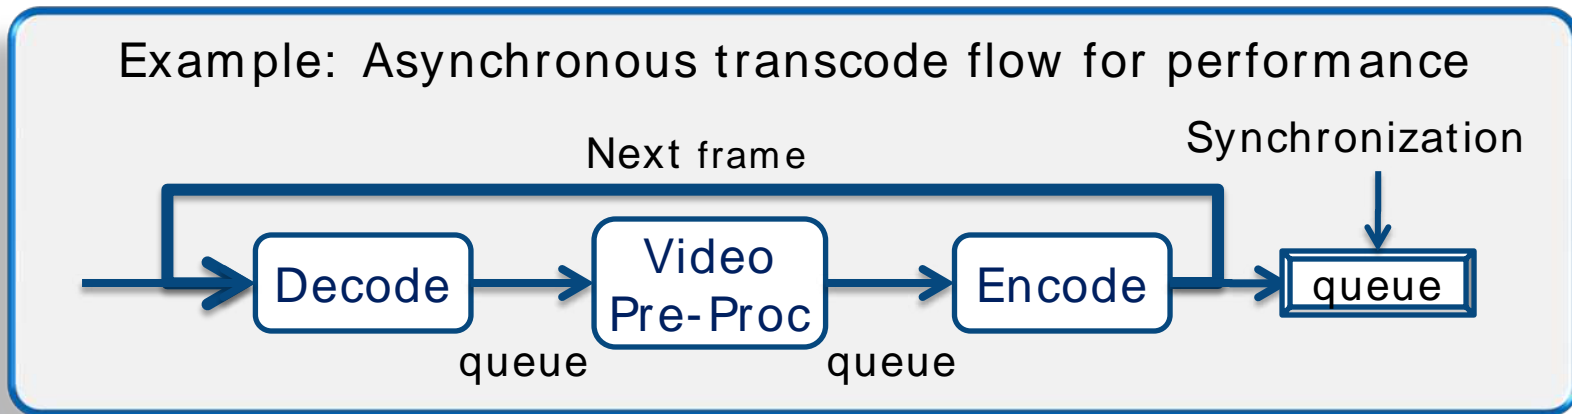 Example: Asynchronous transcode flow for performance
Synchronization
Next frame
Decode
Video
Pre-Proc
Encode
queue
queue
queue